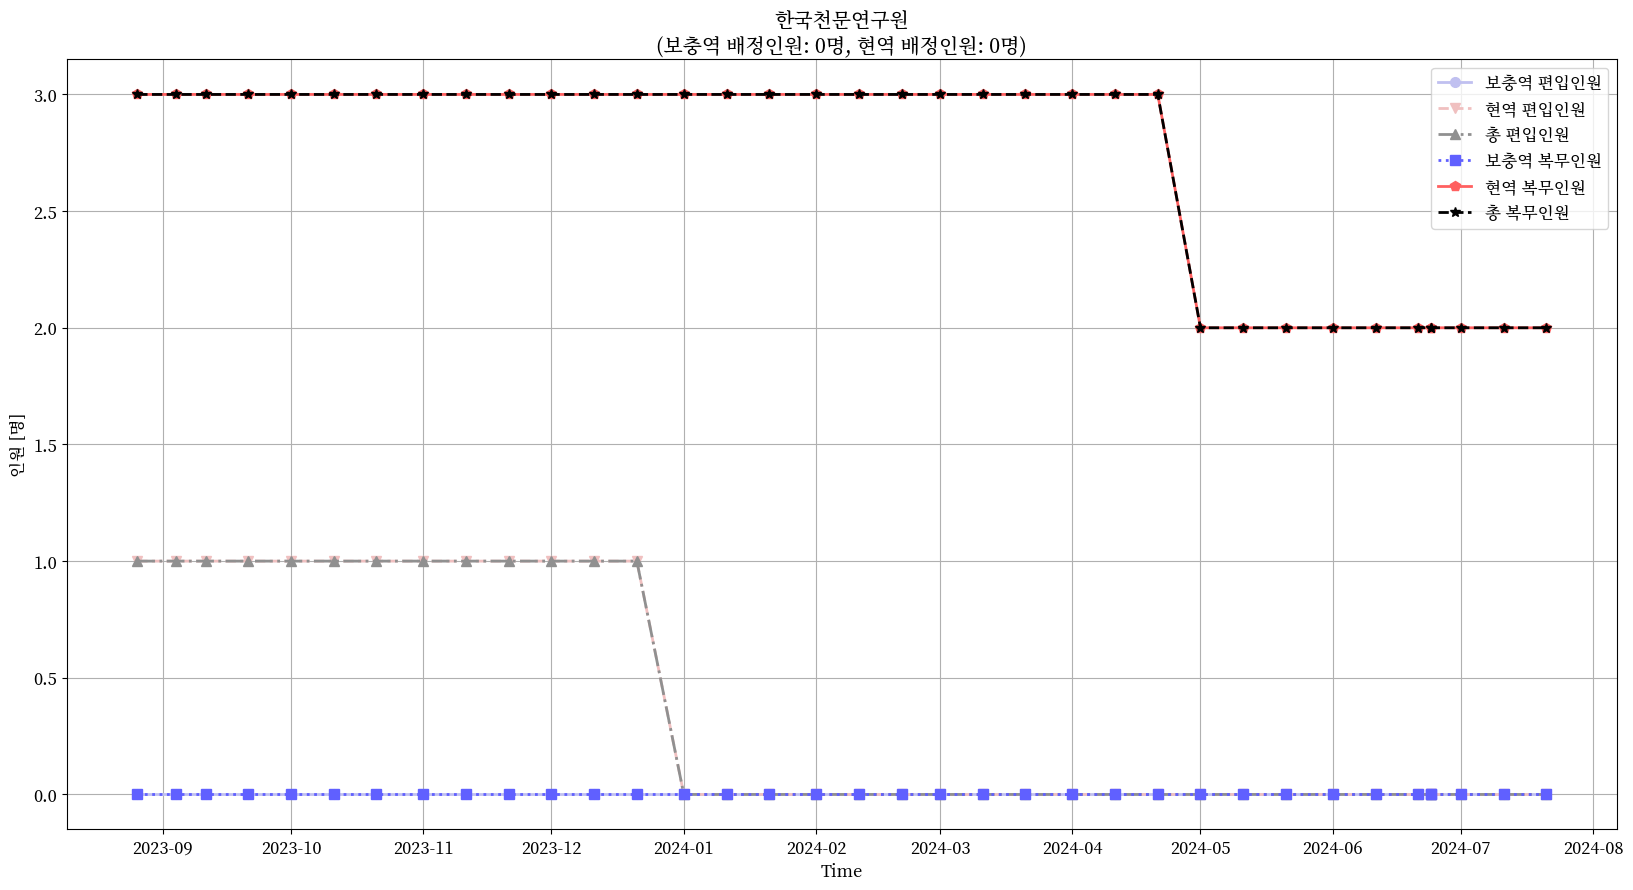 한국천문연구원
(보충역 배정인원: 0명, 현역 배정인원: 0명)
보충역 편입인원
현역 편입인원
총 편입인원
보충역 복무인원
현역 복무인원
총 복무인원
인원 [명]
3.0
2.5
2.0
1.5
1.0
0.5
0.0
2023-09 2023-10 2023-11 2023-12 2024-01 2024-02 2024-03 2024-04 2024-05 2024-06 2024-07 2024-08
Time